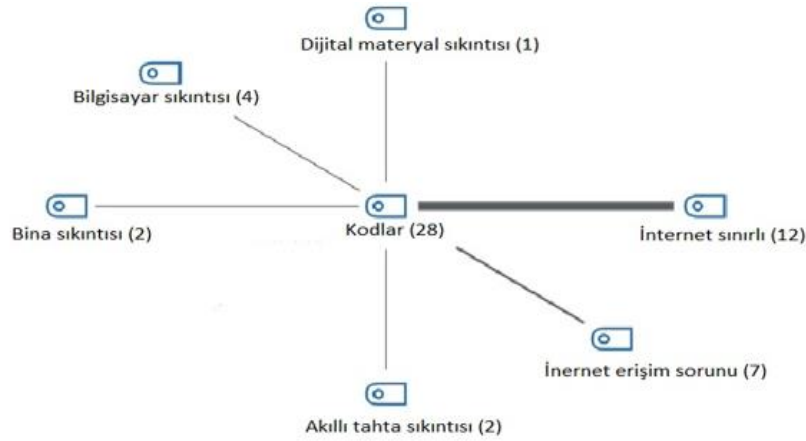 Dijital materyal sıkıntısı (1)
Bilgisayar sıkıntısı (4)
Bina sıkıntısı (2)
Kodlar (28)
İnternet sınırlı (12)
İnernet erişim sorunu (7)
Akıllı tahta sıkıntısı (2)